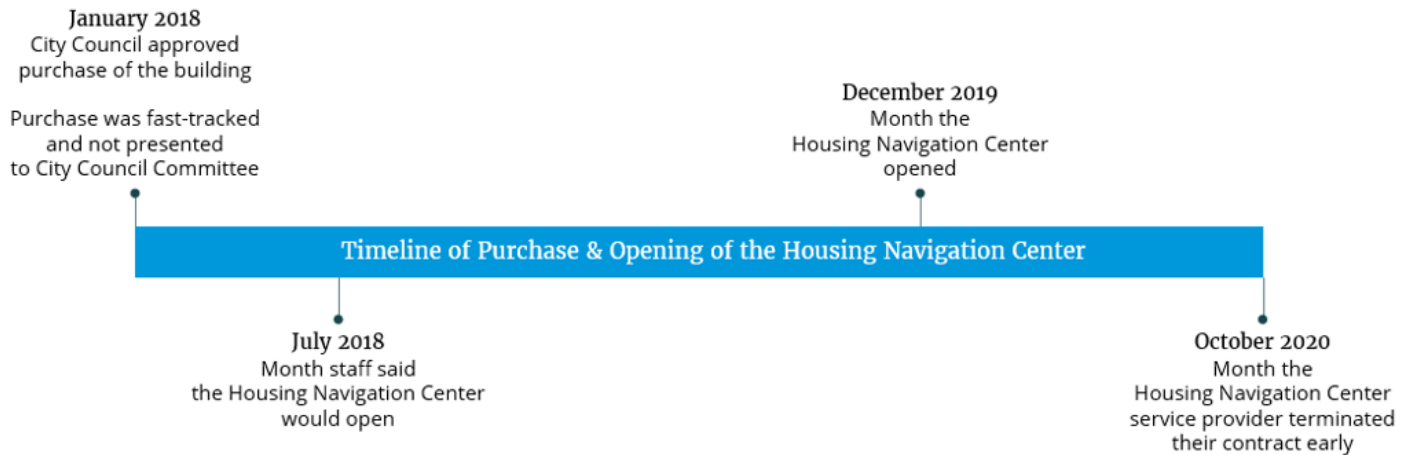 January 2018
City Council approved
purchase of the building
Purchase was fast-tracked
and not presented
to City Council Committee
December 2019
Month the
Housing Navigation Center
opened
Timeline of Purchase & Opening of the Housing Navigation Center
July 2018
Month staff said
the Housing Navigation Center
would open
October 2020
Month the
Housing Navigation Center
service provider terminated
their contract early